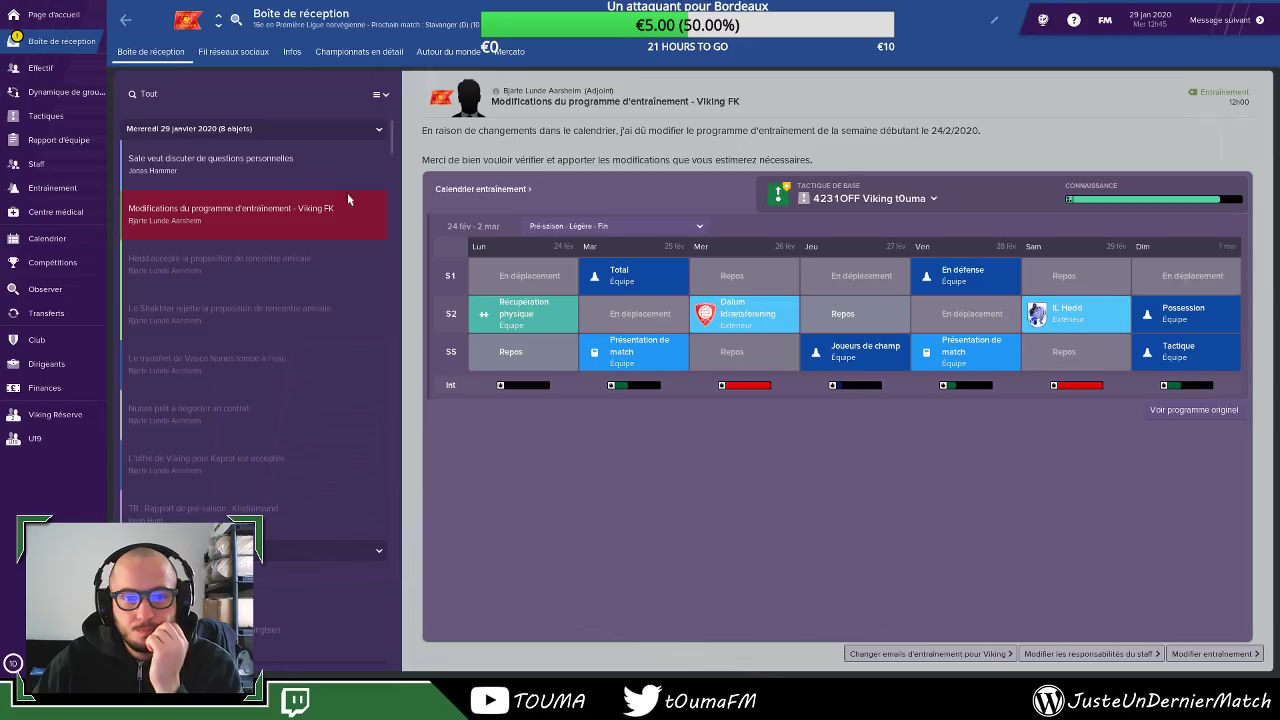 Un attaquant pour Bordeaux
€5.00 (50.00%)
€0
21 HOURS TO GO
€10
Boîte de réception
16e en Première Ligue norvégienne - Prochain match : Stavanger (D) (10
FM
29 jan 2020
Mer 12h45
Message suivant
Boîte de réception
Fil réseaux sociaux
Infos
Championnats en détail
Autour du monde
Mercato
Page d'accueil
1
Boîte de réception
Effectif
Dynamique de grou...
Tactiques
Rapport d'équipe
Staff
Entraînement
Centre médical
Calendrier
Compétitions
Observer
Transferts
Club
Dirigeants
Finances
Viking Réserve
U19
10
Tout
Mercredi 29 janvier 2020 (8 objets)
Sale veut discuter de questions personnelles
Jonas Hammer
Modifications du programme d'entraînement - Viking FK
Bjarte Lunde Aarsheim
Hødd accepte la proposition de rencontre amicale
Bjarte Lunde Aarsheim
Le Shakhtar rejette la proposition de rencontre amicale
Bjarte Lunde Aarsheim
Le transfert de Vasco Nunes tombe à l'eau
Bjarte Lunde Aarsheim
Nunes prêt à négocier un contrat
Bjarte Lunde Aarsheim
L'offre de Viking pour Kaprof est acceptée
Bjarte Lunde Aarsheim
TR : Rapport de pré-saison : Kristiansund
Bjarte Lunde Aarsheim (Adjoint)
Modifications du programme d'entraînement - Viking FK
Entraînement
12h00
En raison de changements dans le calendrier, j'ai dû modifier le programme d'entraînement de la semaine débutant le 24/2/2020.
Merci de bien vouloir vérifier et apporter les modifications que vous estimerez nécessaires.
Calendrier entraînement >
TACTIQUE DE BASE
4231OFF Viking tOuma
CONNAISSANCE
24 fév - 2 mar
Pré-saison - Légère - Fin
Lun 24 fév Mar 25 fév Mer 26 fév Jeu 27 fév Ven 28 fév Sam 29 fév Dim 1 mar
S1
En déplacement
Total
Équipe
Repos
En déplacement
En défense
Équipe
Repos
En déplacement
S2
Récupération physique
Équipe
En déplacement
Dalum Idrætsforening
Extérieur
Repos
En déplacement
IL Hødd
Extérieur
Possession
Équipe
SS
Repos
Présentation de match
Équipe
Repos
Joueurs de champ
Équipe
Présentation de match
Équipe
Repos
Tactique
Équipe
Int
Voir programme originel
Changer emails d'entraînement pour Viking >
Modifier les responsabilités du staff >
Modifier entraînement >
TOUMA
tOumaFM
JusteUnDernierMatch